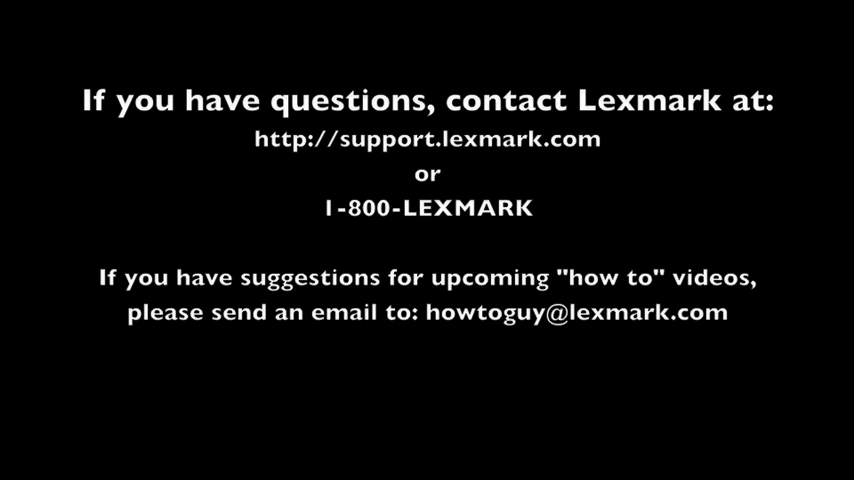 If you have questions, contact Lexmark at:
http://support.lexmark.com
or
1-800-LEXMARK
If you have suggestions for upcoming "how to" videos,
please send an email to: howtoguy@lexmark.com